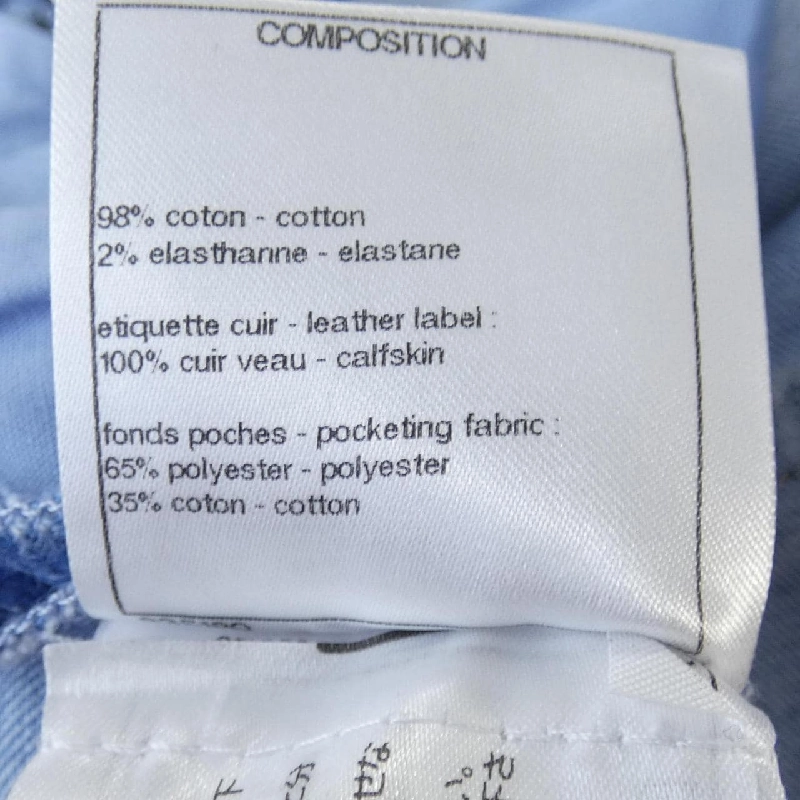 COMPOSITION
98% coton - cotton
2% elasthanne - elastane
etiquette cuir - leather label :
100% cuir veau - calfskin
fonds poches - pocketing fabric :
65% polyester - polyester
35% coton - cotton